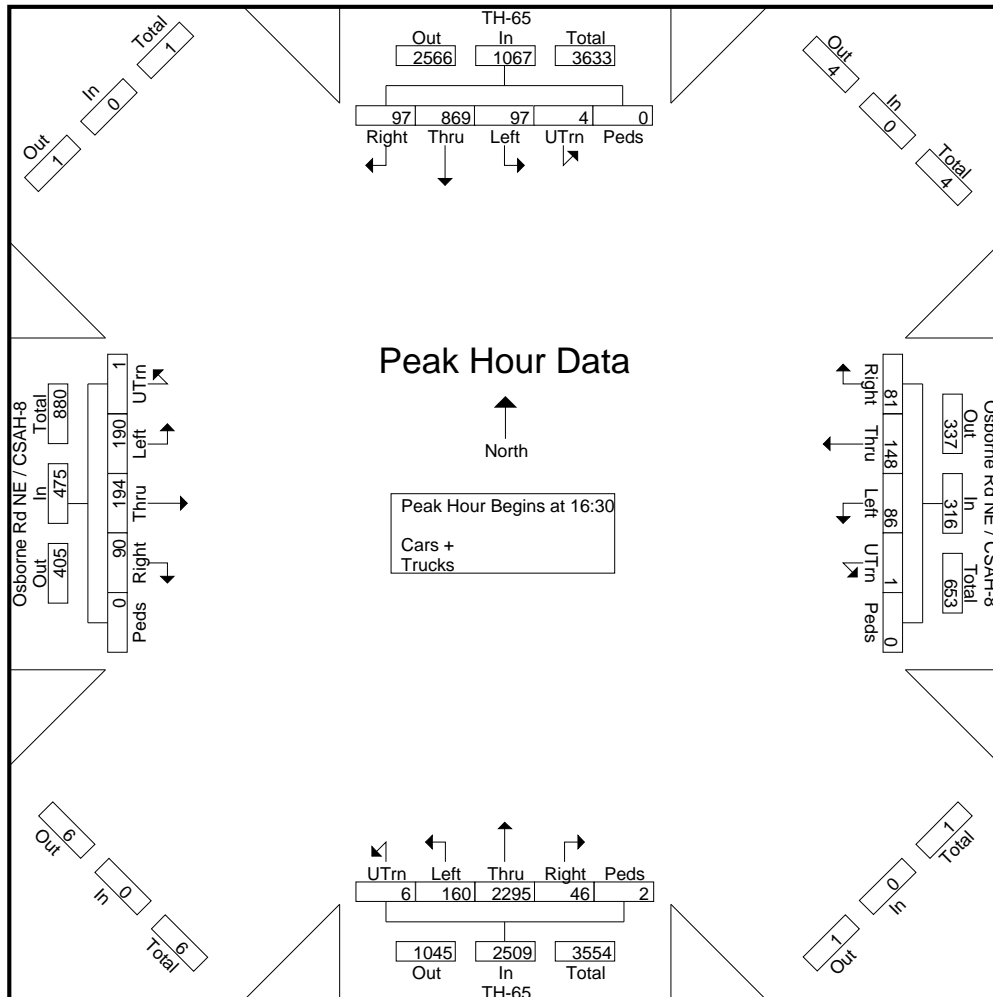 TH-65
Out In Total
2566 1067 3633
97 869 97 4 0
Right Thru Left UTrn Peds
Out In Total
1 0 1
Out In Total
4 0 4
Peak Hour Data
North
Peak Hour Begins at 16:30
Cars +
Trucks
Osborne Rd NE / CSAH-8
Out In Total
405 475 880
0 90 194 190 1
Peds Right Thru Left UTrn
Osborne Rd NE / CSAH-8
Out In Total
337 316 653
81 148 86 1 0
Right Thru Left UTrn Peds
UTrn Left Thru Right Peds
6 160 2295 46 2
1045 2509 3554
Out In Total
TH-65
6 0 6
Out In Total
1 0 1
Out In Total